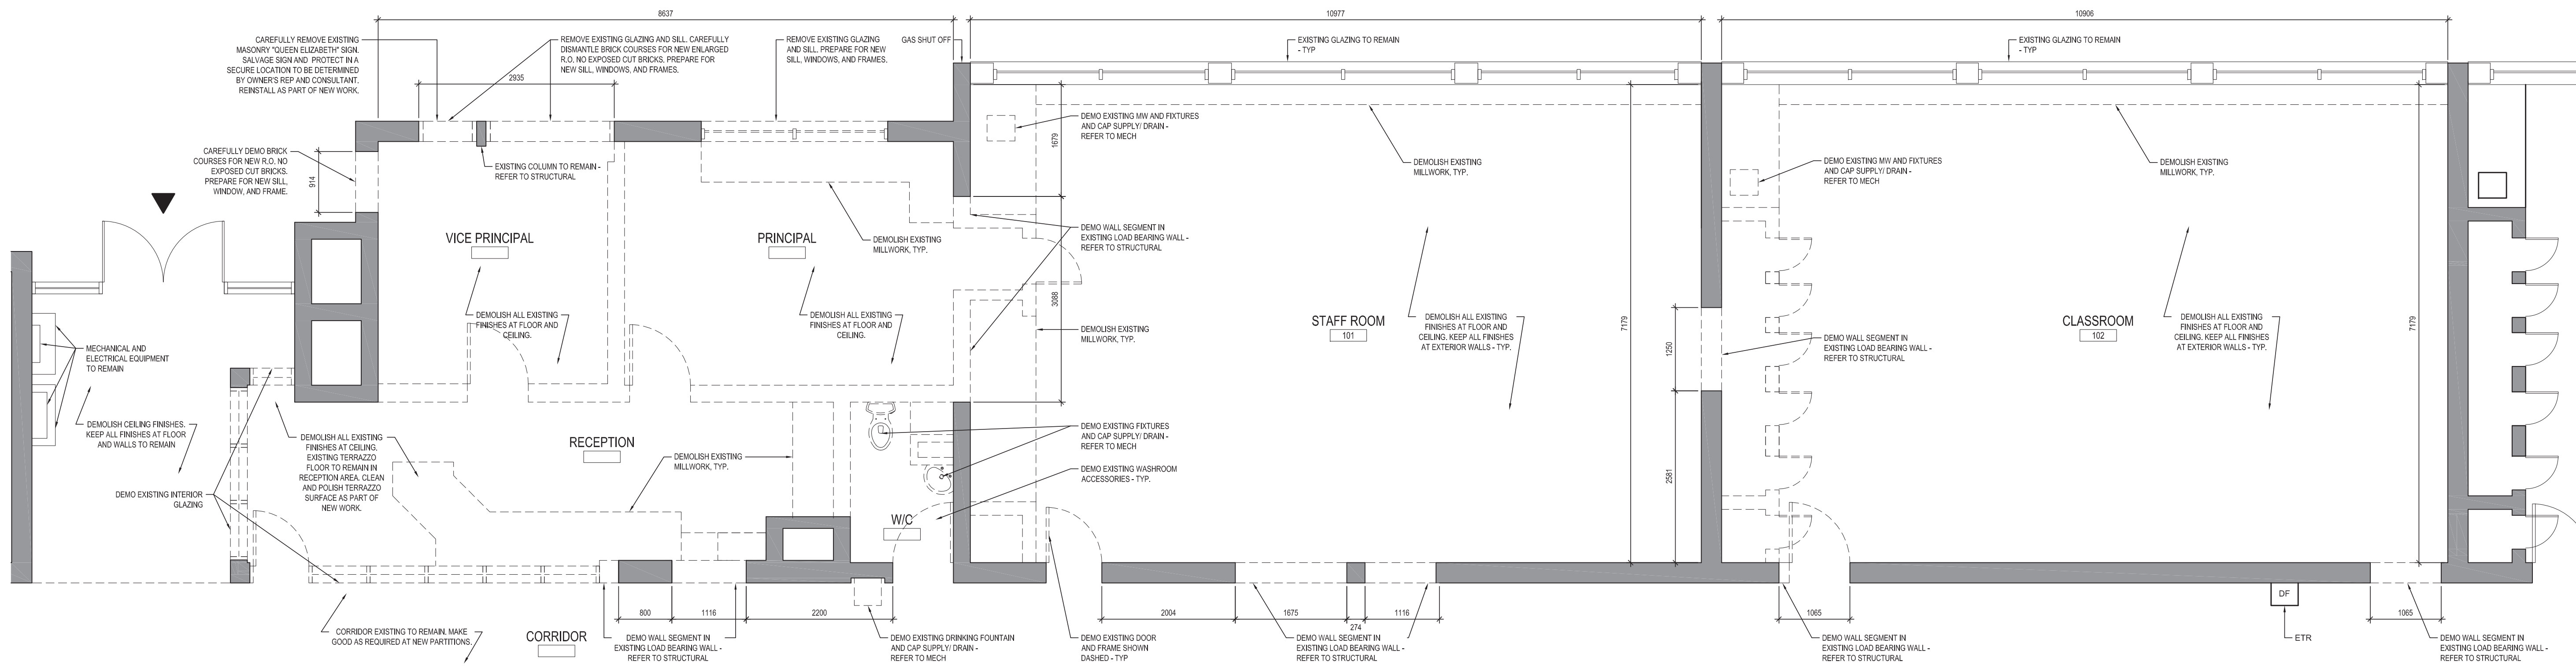 8637
10977
10906
CAREFULLY REMOVE EXISTING
MASONRY "QUEEN ELIZABETH" SIGN.
SALVAGE SIGN AND PROTECT IN A
SECURE LOCATION TO BE DETERMINED
BY OWNER'S REP AND CONSULTANT.
REINSTALL AS PART OF NEW WORK.
REMOVE EXISTING GLAZING AND SILL. CAREFULLY
DISMANTLE BRICK COURSES FOR NEW ENLARGED
R.O. NO EXPOSED CUT BRICKS. PREPARE FOR
NEW SILL, WINDOWS, AND FRAMES.
REMOVE EXISTING GLAZING
AND SILL. PREPARE FOR NEW
SILL, WINDOWS, AND FRAMES.
GAS SHUT OFF
EXISTING GLAZING TO REMAIN
- TYP
EXISTING GLAZING TO REMAIN
- TYP
2935
CAREFULLY DEMO BRICK
COURSES FOR NEW R.O. NO
EXPOSED CUT BRICKS.
PREPARE FOR NEW SILL,
WINDOW, AND FRAME.
914
EXISTING COLUMN TO REMAIN -
REFER TO STRUCTURAL
1679
DEMO EXISTING MW AND FIXTURES
AND CAP SUPPLY/ DRAIN -
REFER TO MECH
DEMOLISH EXISTING
MILLWORK, TYP.
DEMO EXISTING MW AND FIXTURES
AND CAP SUPPLY/ DRAIN -
REFER TO MECH
DEMOLISH EXISTING
MILLWORK, TYP.
VICE PRINCIPAL
PRINCIPAL
DEMOLISH EXISTING
MILLWORK, TYP.
DEMO WALL SEGMENT IN
EXISTING LOAD BEARING WALL -
REFER TO STRUCTURAL
3088
DEMOLISH ALL EXISTING
FINISHES AT FLOOR AND
CEILING.
DEMOLISH ALL EXISTING
FINISHES AT FLOOR AND
CEILING.
DEMOLISH EXISTING
MILLWORK, TYP.
STAFF ROOM
101
DEMOLISH ALL EXISTING
FINISHES AT FLOOR AND
CEILING. KEEP ALL FINISHES
AT EXTERIOR WALLS - TYP.
7179
1250
DEMO WALL SEGMENT IN
EXISTING LOAD BEARING WALL -
REFER TO STRUCTURAL
CLASSROOM
102
DEMOLISH ALL EXISTING
FINISHES AT FLOOR AND
CEILING. KEEP ALL FINISHES
AT EXTERIOR WALLS - TYP.
7179
MECHANICAL AND
ELECTRICAL EQUIPMENT
TO REMAIN
DEMOLISH CEILING FINISHES.
KEEP ALL FINISHES AT FLOOR
AND WALLS TO REMAIN
DEMOLISH ALL EXISTING
FINISHES AT CEILING.
EXISTING TERRAZZO
FLOOR TO REMAIN IN
RECEPTION AREA. CLEAN
AND POLISH TERRAZZO
SURFACE AS PART OF
NEW WORK.
RECEPTION
DEMOLISH EXISTING
MILLWORK, TYP.
DEMO EXISTING FIXTURES
AND CAP SUPPLY/ DRAIN -
REFER TO MECH
DEMO EXISTING WASHROOM
ACCESSORIES - TYP.
2581
DEMO EXISTING INTERIOR
GLAZING
W/C
800
1116
2200
2004
1675
274
1116
1065
1065
DF
ETR
CORRIDOR EXISTING TO REMAIN. MAKE
GOOD AS REQUIRED AT NEW PARTITIONS.
CORRIDOR
DEMO WALL SEGMENT IN
EXISTING LOAD BEARING WALL -
REFER TO STRUCTURAL
DEMO EXISTING DRINKING FOUNTAIN
AND CAP SUPPLY/ DRAIN -
REFER TO MECH
DEMO EXISTING DOOR
AND FRAME SHOWN
DASHED - TYP
DEMO WALL SEGMENT IN
EXISTING LOAD BEARING WALL -
REFER TO STRUCTURAL
DEMO WALL SEGMENT IN
EXISTING LOAD BEARING WALL -
REFER TO STRUCTURAL
DEMO WALL SEGMENT IN
EXISTING LOAD BEARING WALL -
REFER TO STRUCTURAL